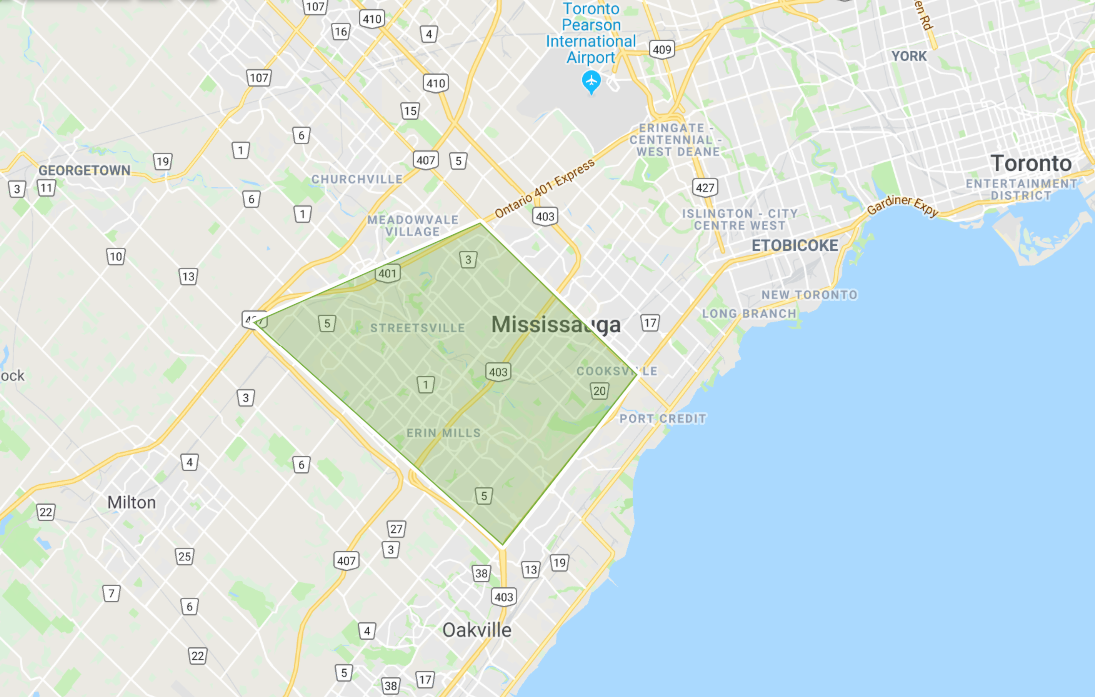 107
410
16
4
Toronto
Pearson
International
Airport
409
YORK
107
410
15
ERINGATE -
CENTENNIAL -
WEST DEANE
6
1
19
407
5
Toronto
GEORGETOWN
CHURCHVILLE
Ontario 401 Express
427
ENTERTAINMENT
DISTRICT
3
11
6
1
MEADOWVALE
VILLAGE
403
ISLINGTON - CITY
CENTRE WEST
Gardiner Expy
ETOBICOKE
10
13
401
3
NEW TORONTO
LONG BRANCH
5
STREETSVILLE
Mississauga
17
ock
1
403
COOKSVILLE
20
3
ERIN MILLS
PORT CREDIT
4
6
Milton
5
22
27
3
25
407
38
13
19
7
6
403
4
Oakville
22
5
38
17